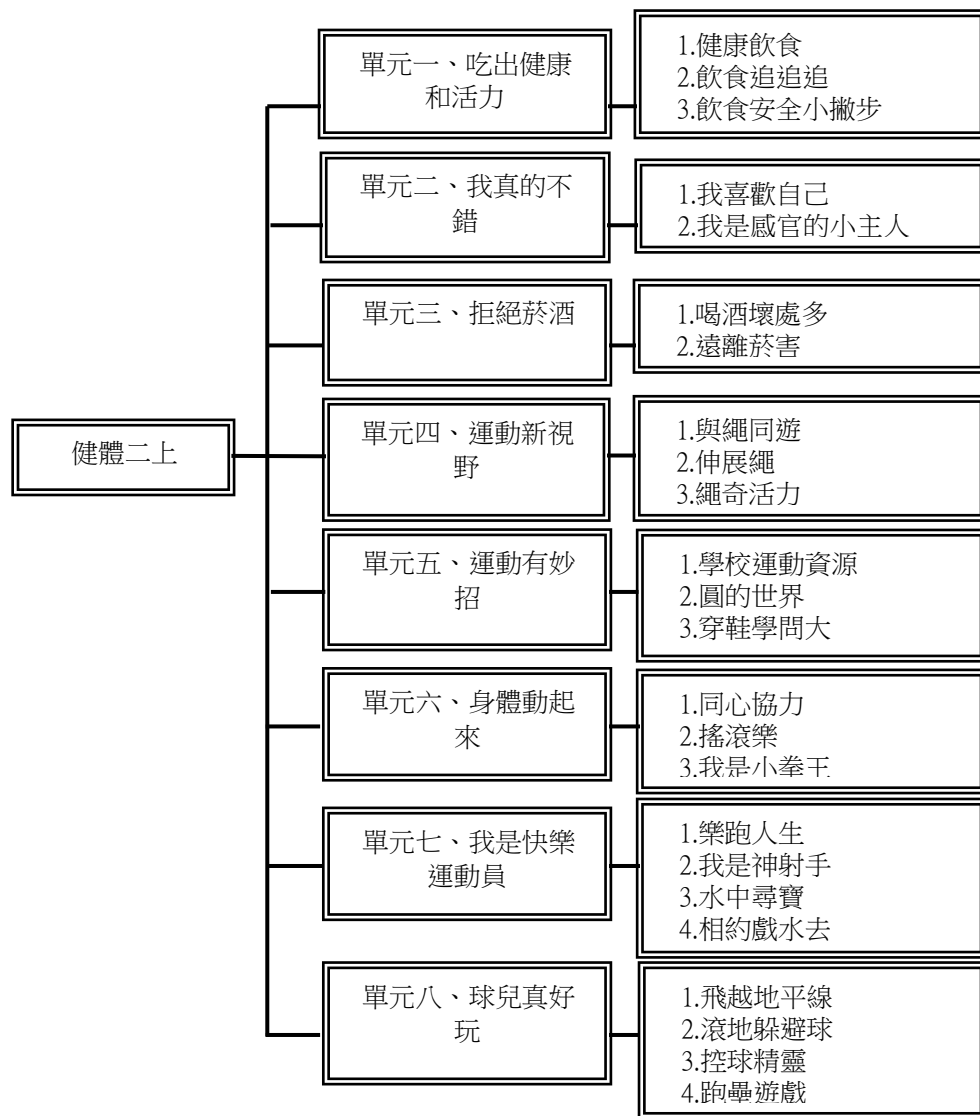 健體二上
單元一、吃出健康
和活力
1.健康飲食
2.飲食追追追
3.飲食安全小撇步
單元二、我真的不
錯
1.我喜歡自己
2.我是感官的小主人
單元三、拒絕菸酒
1.喝酒壞處多
2.遠離菸害
單元四、運動新視
野
1.與繩同遊
2.伸展繩
3.繩奇活力
單元五、運動有妙
招
1.學校運動資源
2.圓的世界
3.穿鞋學問大
單元六、身體動起
來
1.同心協力
2.搖滾樂
3.我是小拳王
單元七、我是快樂
運動員
1.樂跑人生
2.我是神射手
3.水中尋寶
4.相約戲水去
單元八、球兒真好
玩
1.飛越地平線
2.滾地躲避球
3.控球精靈
4.跑壘遊戲